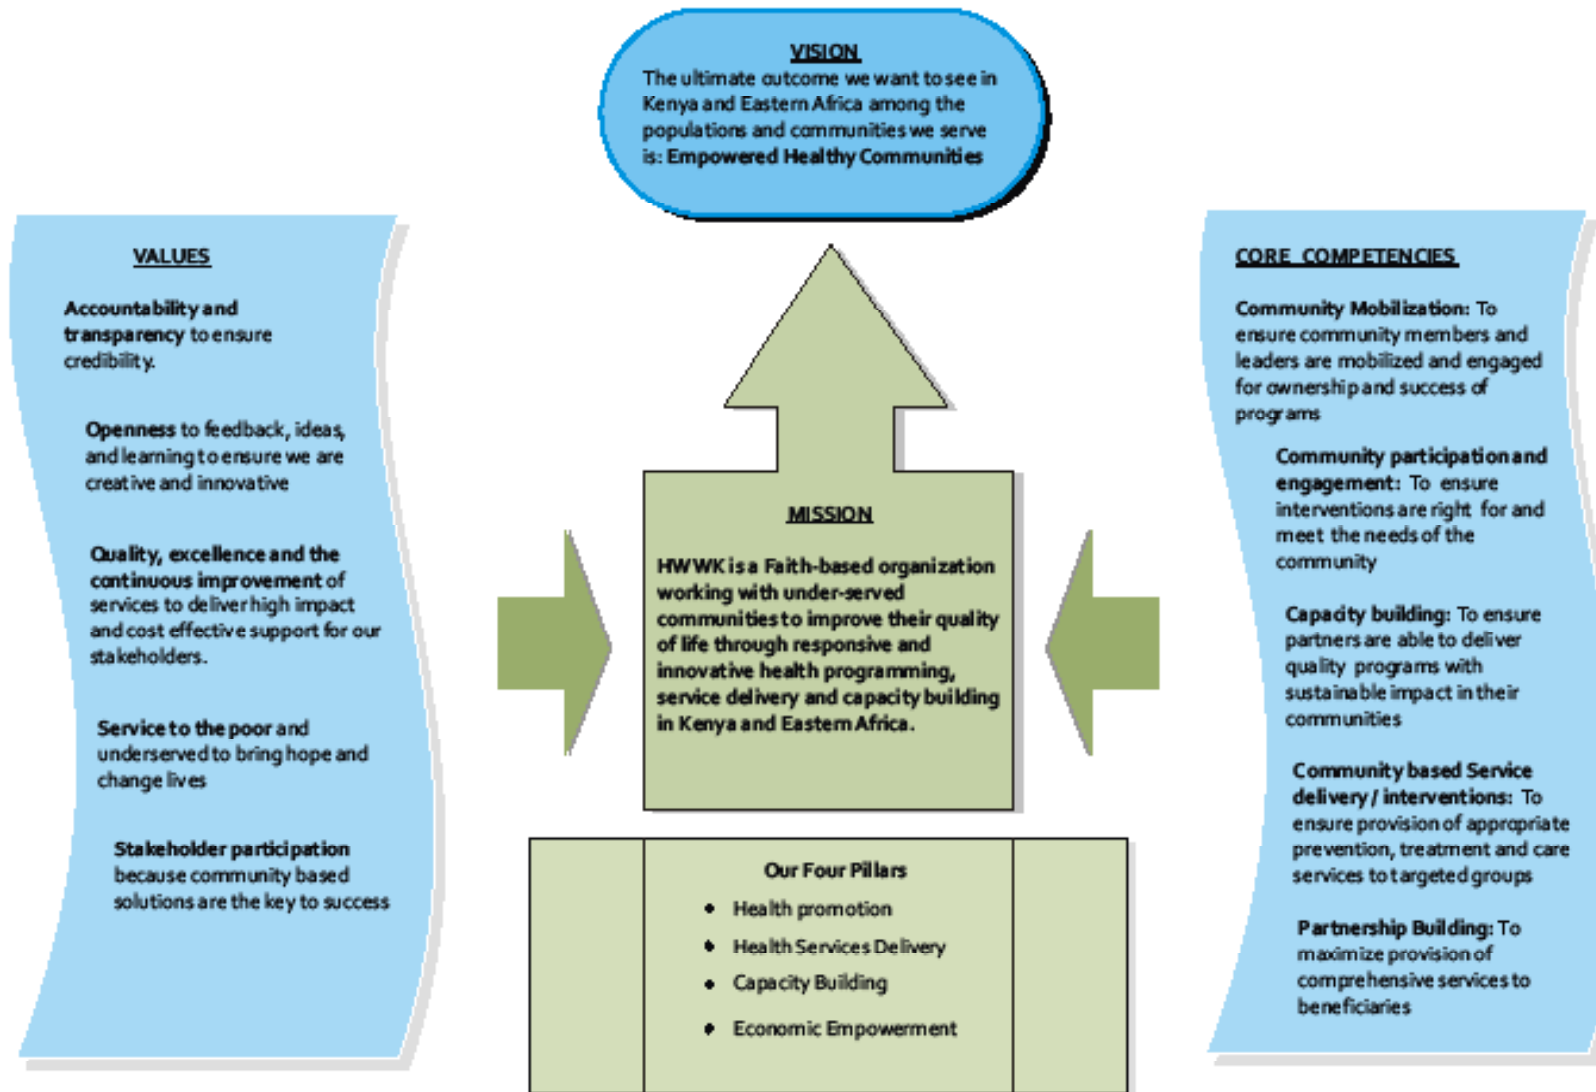 VISION
The ultimate outcome we want to see in
Kenya and Eastern Africa among the
populations and communities we serve
is: Empowered Healthy Communities
VALUES
Accountability and
transparency to ensure
credibility.
Openness to feedback, ideas,
and learning to ensure we are
creative and innovative
Quality, excellence and the
continuous improvement of
services to deliver high impact
and cost effective support for our
stakeholders.
Service to the poor and
underserved to bring hope and
change lives
Stakeholder participation
because community based
solutions are the key to success
MISSION
HWWK is a Faith-based organization
working with under-served
communities to improve their quality
of life through responsive and
innovative health programming,
service delivery and capacity building
in Kenya and Eastern Africa.
Our Four Pillars
• Health promotion
• Health Services Delivery
• Capacity Building
• Economic Empowerment
CORE COMPETENCIES
Community Mobilization: To
ensure community members and
leaders are mobilized and engaged
for ownership and success of
programs
Community participation and
engagement: To ensure
interventions are right for and
meet the needs of the
community
Capacity building: To ensure
partners are able to deliver
quality programs with
sustainable impact in their
communities
Community based Service
delivery / interventions: To
ensure provision of appropriate
prevention, treatment and care
services to targeted groups
Partnership Building: To
maximize provision of
comprehensive services to
beneficiaries